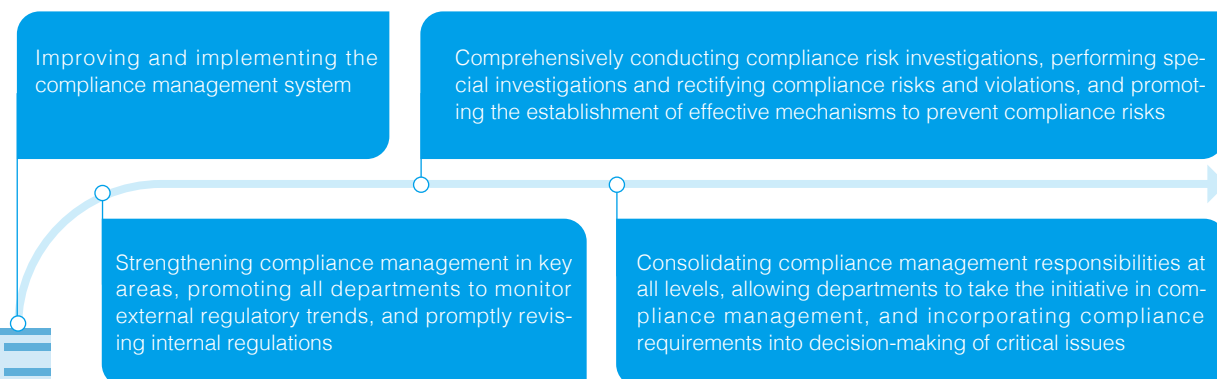 Improving and implementing the
compliance management system
Strengthening compliance management in key
areas, promoting all departments to monitor
external regulatory trends, and promptly revis-
ing internal regulations
Comprehensively conducting compliance risk investigations, performing spe-
cial investigations and rectifying compliance risks and violations, and promot-
ing the establishment of effective mechanisms to prevent compliance risks
Consolidating compliance management responsibilities at
all levels, allowing departments to take the initiative in com-
pliance management, and incorporating compliance
requirements into decision-making of critical issues